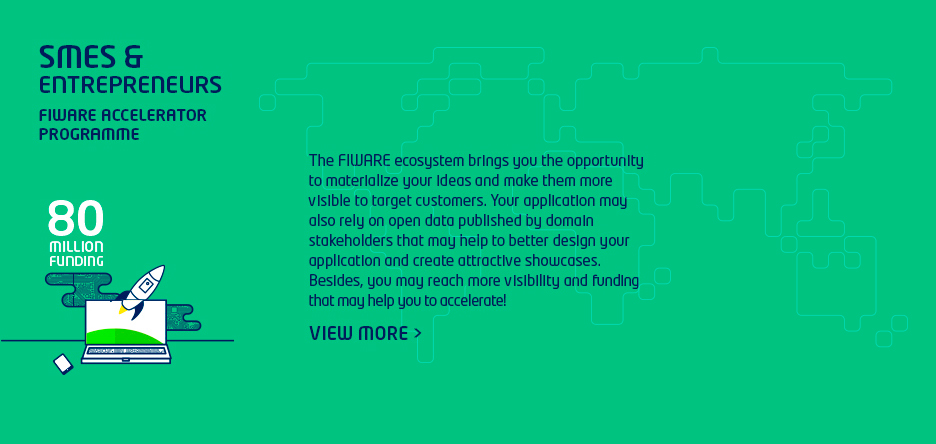 SMES &
ENTREPRENEURS
FIWARE ACCELERATOR
PROGRAMME
80
MILLION
FUNDING
The FIWARE ecosystem brings you the opportunity
to materialize your ideas and make them more
visible to target customers. Your application may
also rely on open data published by domain
stakeholders that may help to better design your
application and create attractive showcases.
Besides, you may reach more visibility and funding
that may help you to accelerate!
VIEW MORE >